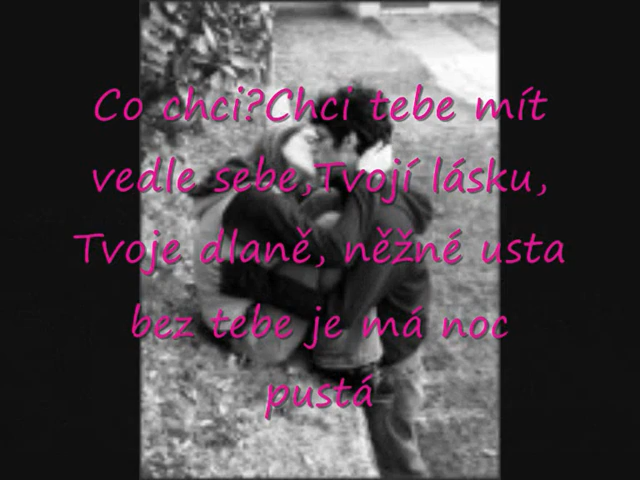 Co chci?Chci tebe mít
vedle sebe,Tvojí lásku,
Tvoje dlaně, něžné usta
bez tebe je má noc
pustá